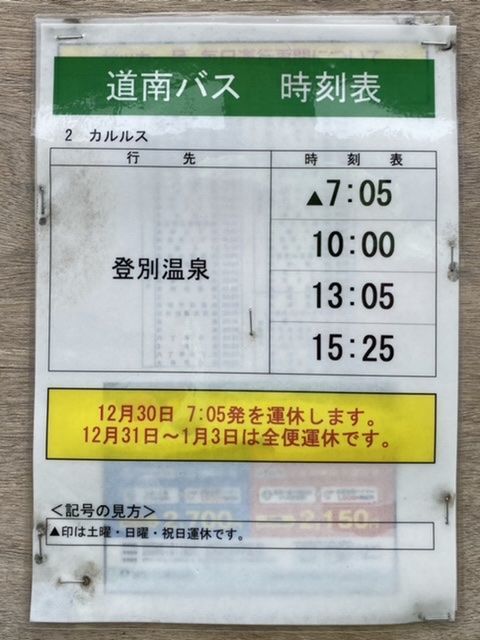 道南バス 時刻表
2 カルルス
行先 時刻表
登別温泉
▲7:05
10:00
13:05
15:25
12月30日 7:05発を運休します。
12月31日～1月3日は全便運休です。
2,150
＜記号の見方＞
▲印は土曜・日曜・祝日運休です。